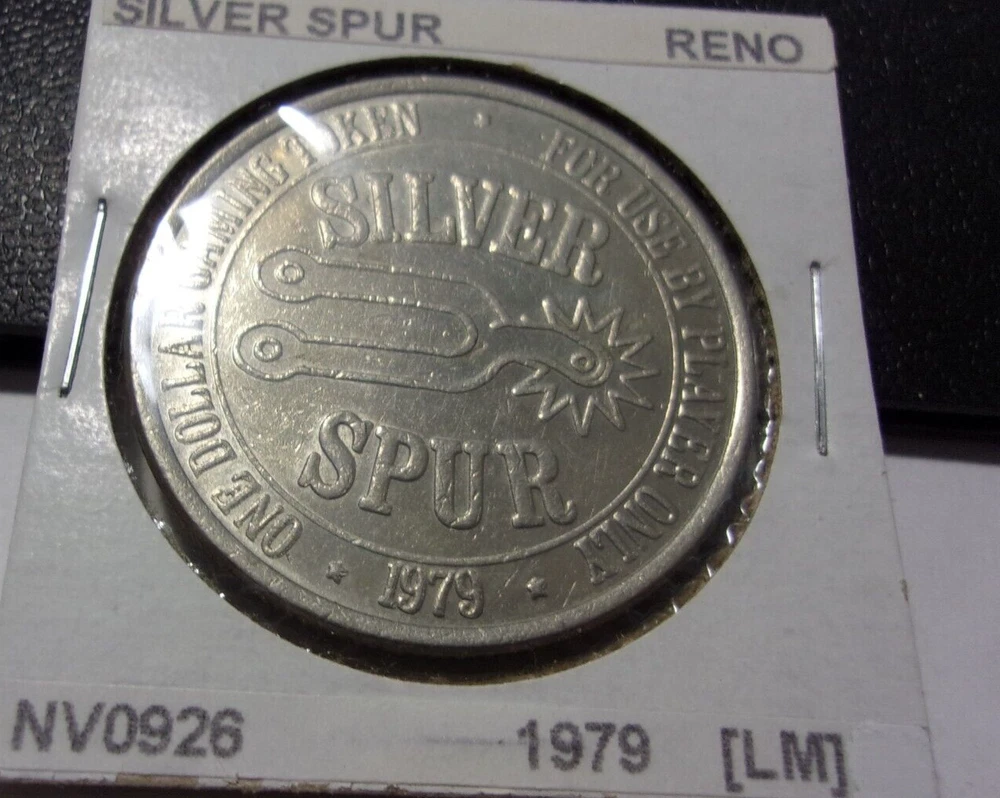 SILVER SPUR RENO
ONE DOLLAR GAMING TOKEN
FOR USE BY PLAYER ONLY
SILVER
SPUR
1979
NV0926 1979 [LM]